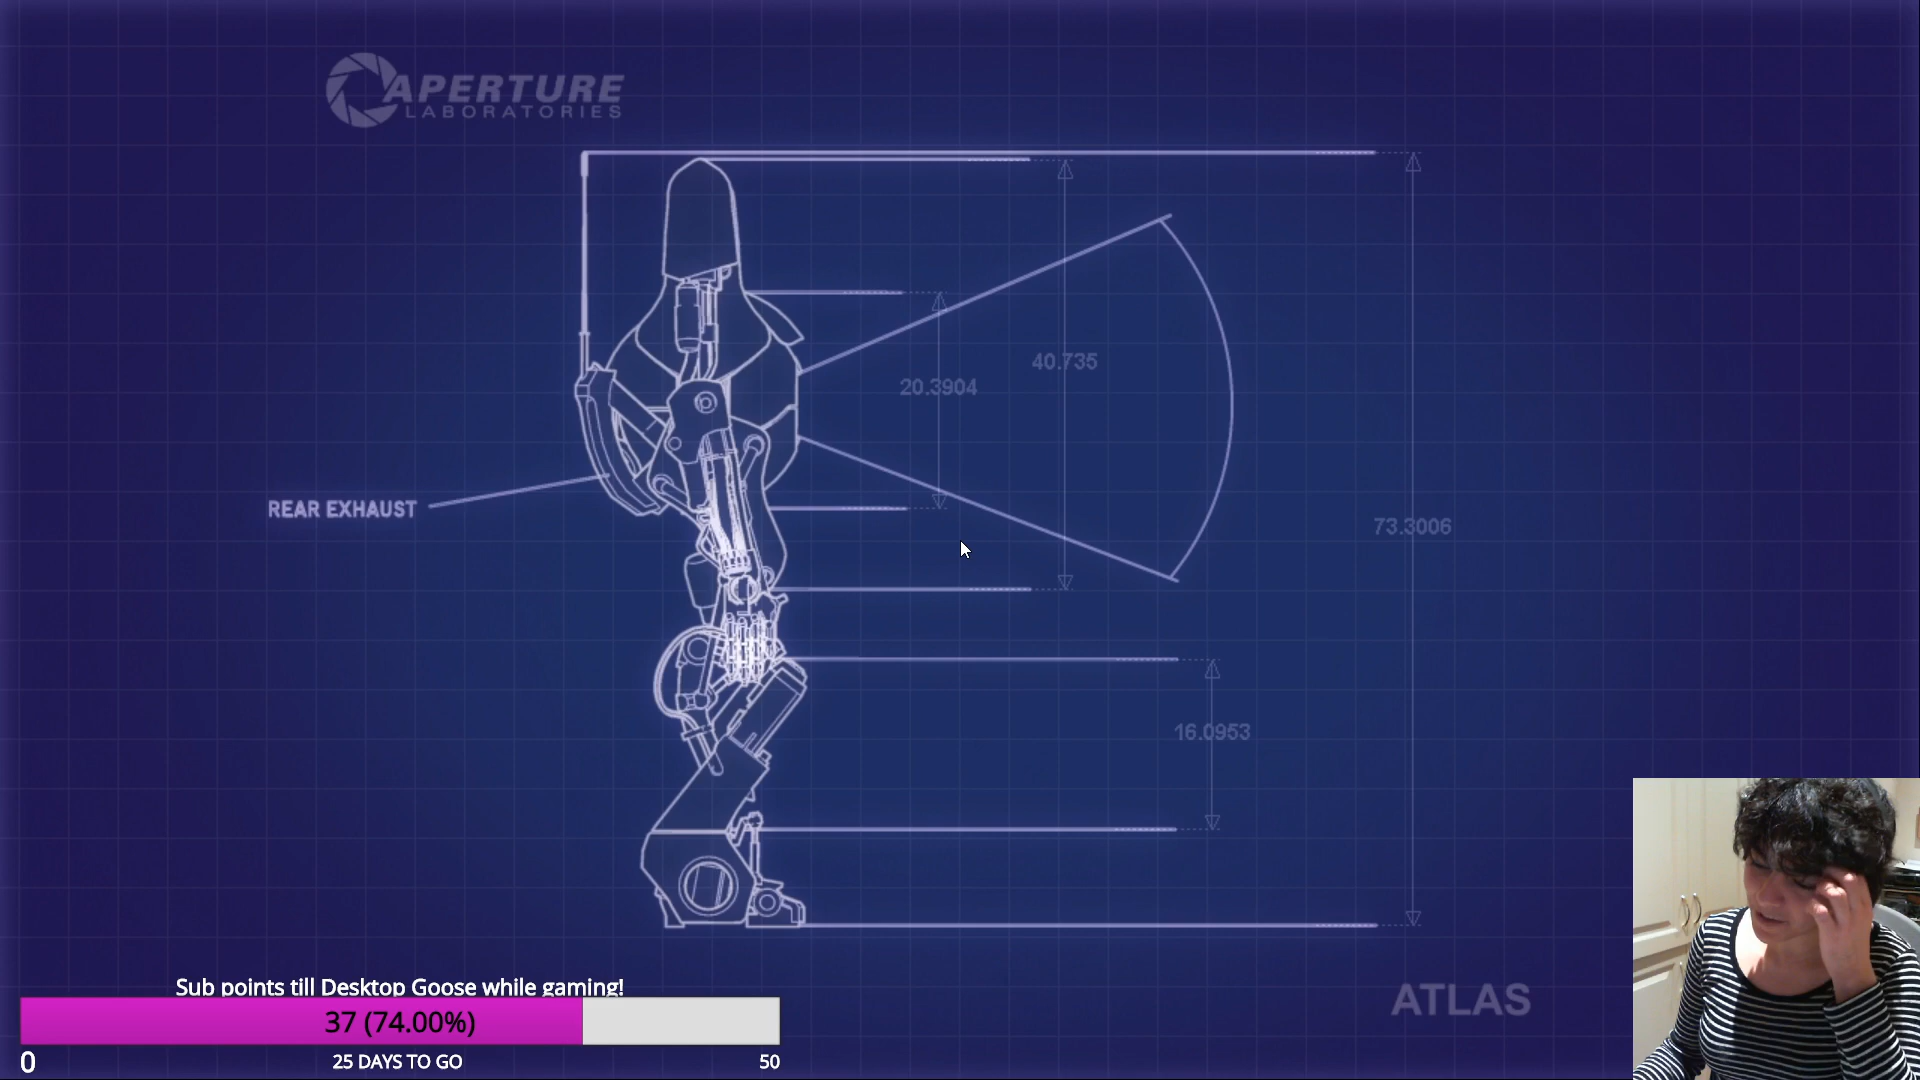 APERTURE
LABORATORIES
40.735
20.3904
REAR EXHAUST
73.3006
16.0953
Sub points till Desktop Goose while gaming!
37 (74.00%)
0
25 DAYS TO GO
50
ATLAS